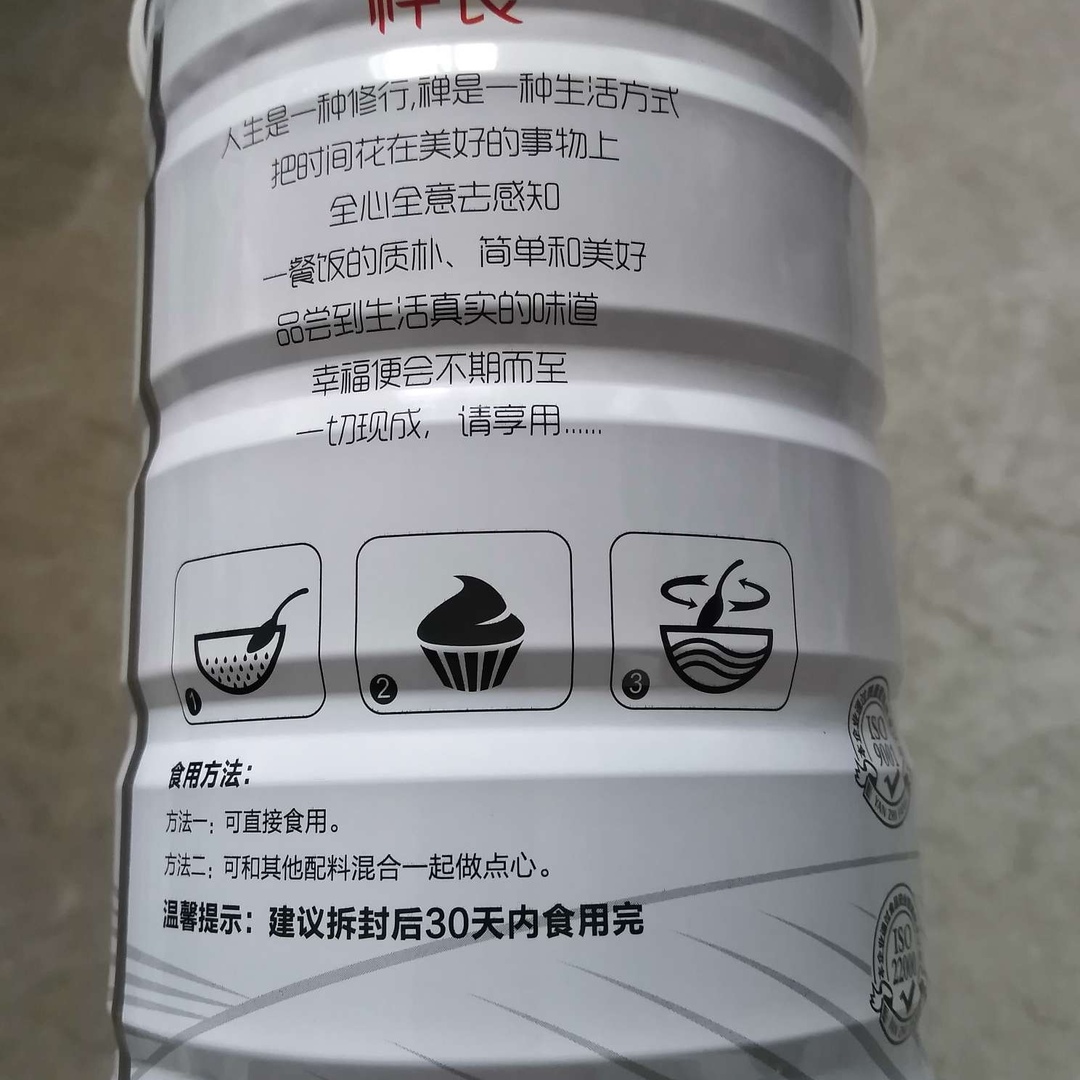 人生是一种修行,禅是一种生活方式
把时间花在美好的事物上
全心全意去感知
一餐饭的质朴、简单和美好
品尝到生活真实的味道
幸福便会不期而至
一切现成,请享用......
1
2
3
食用方法:
方法一:可直接食用。
方法二:可和其他配料混合一起做点心。
温馨提示:建议拆封后30天内食用完
ISO
9001
ISO
22000